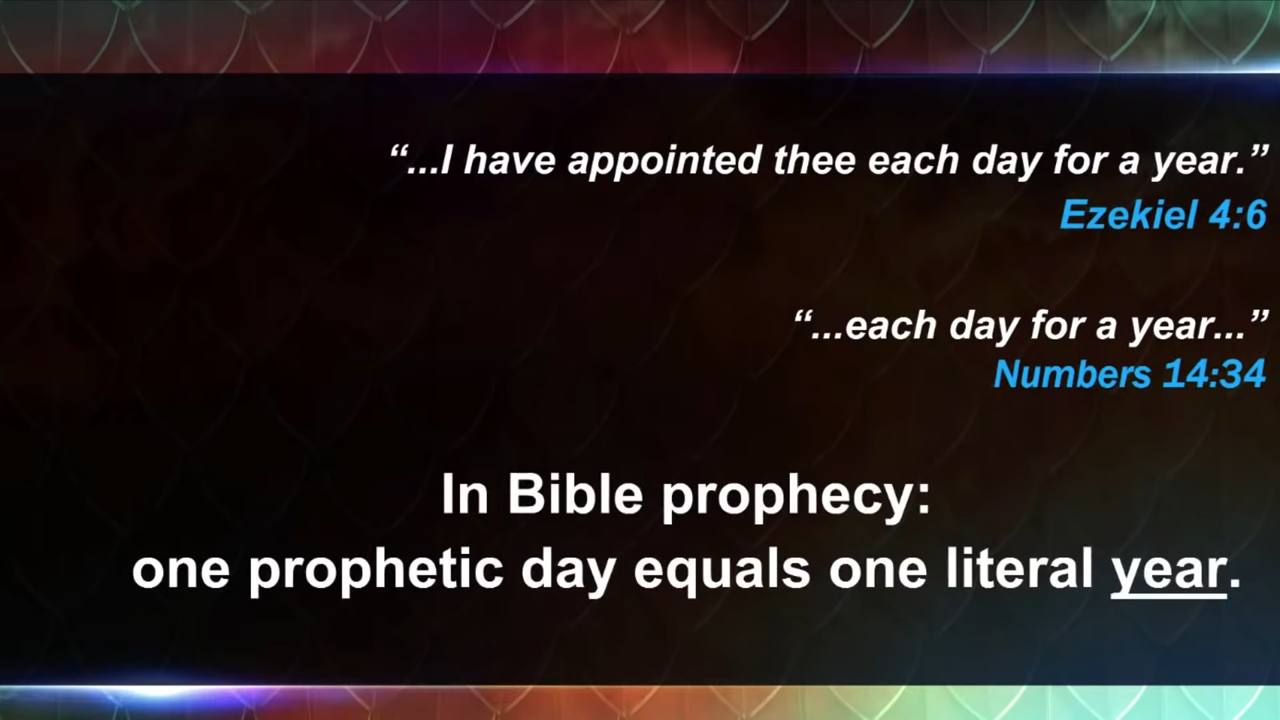 “...I have appointed thee each day for a year.”
Ezekiel 4:6
“...each day for a year...”
Numbers 14:34
In Bible prophecy:
one prophetic day equals one literal year.